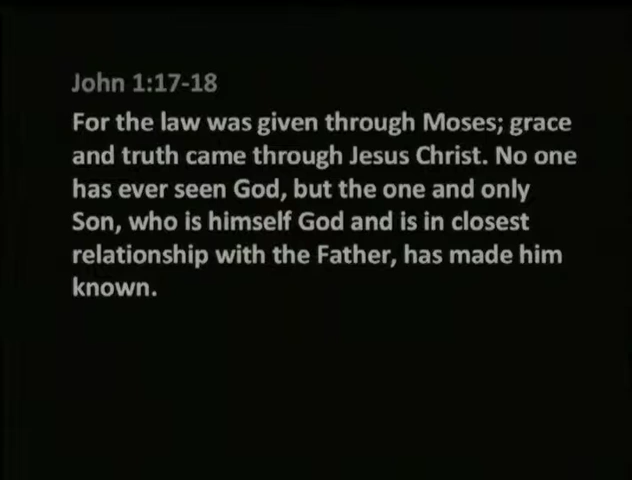 John 1:17-18
For the law was given through Moses; grace
and truth came through Jesus Christ. No one
has ever seen God, but the one and only
Son, who is himself God and is in closest
relationship with the Father, has made him
known.